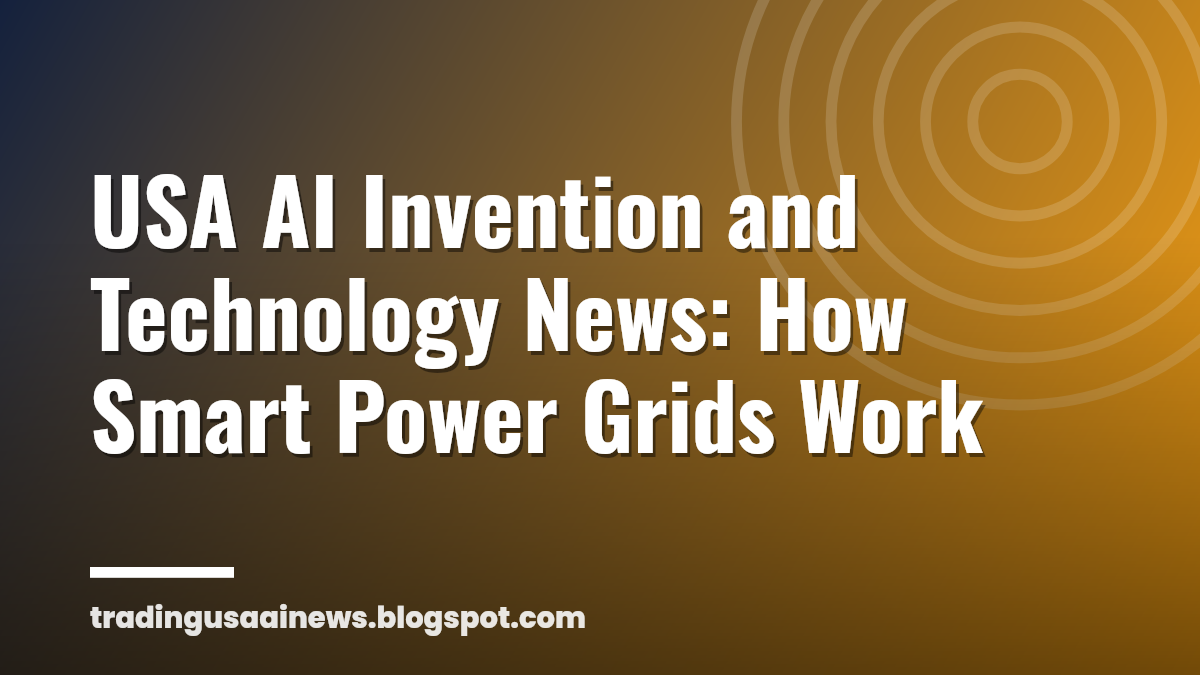 USA AI Invention and
Technology News: How
Smart Power Grids Work
tradingusaainews.blogspot.com